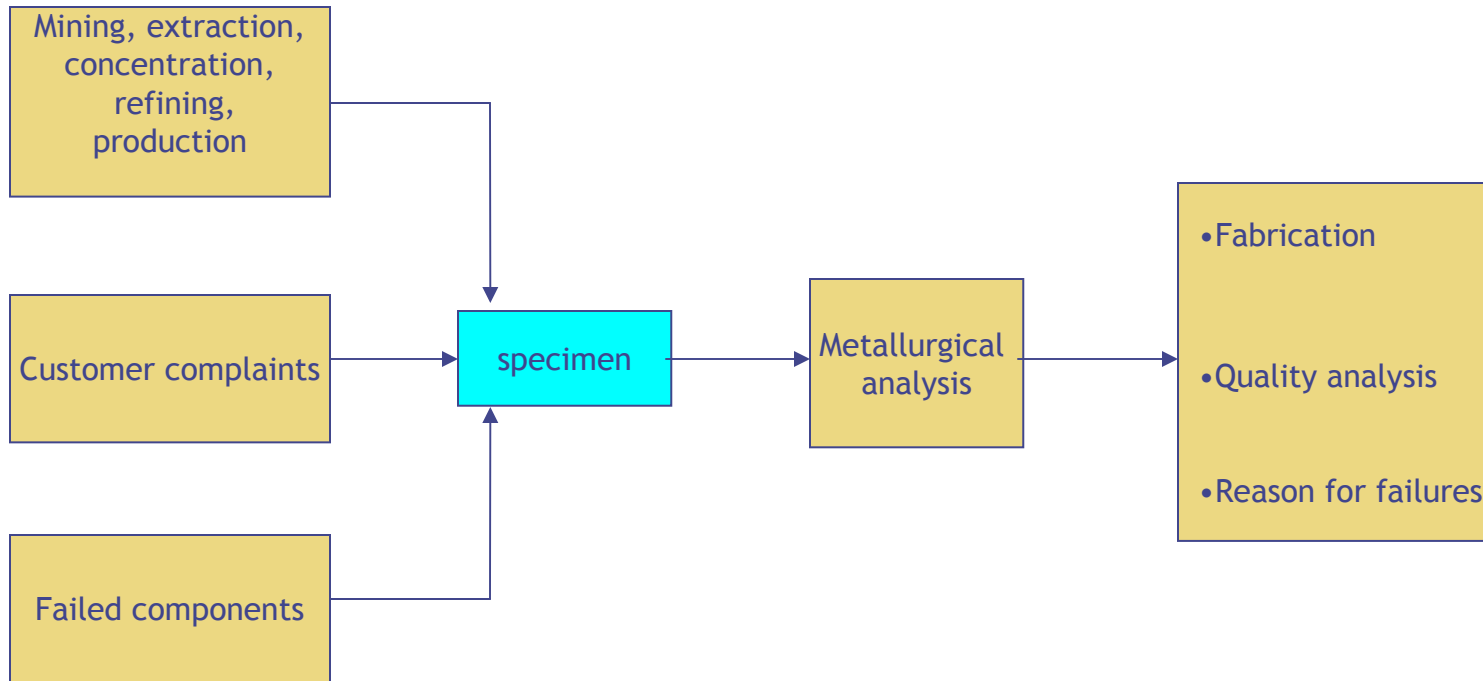 Mining, extraction,
concentration,
refining,
production
Customer complaints
Failed components
specimen
Metallurgical
analysis
•Fabrication
•Quality analysis
•Reason for failures